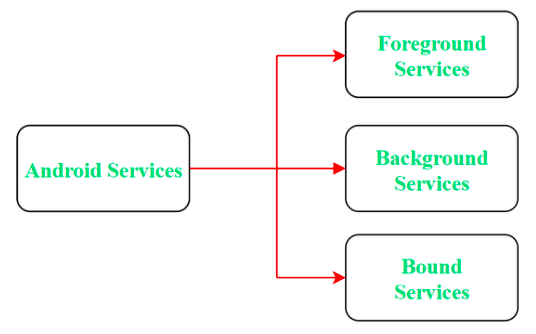 Android Services
Foreground
Services
Background
Services
Bound
Services